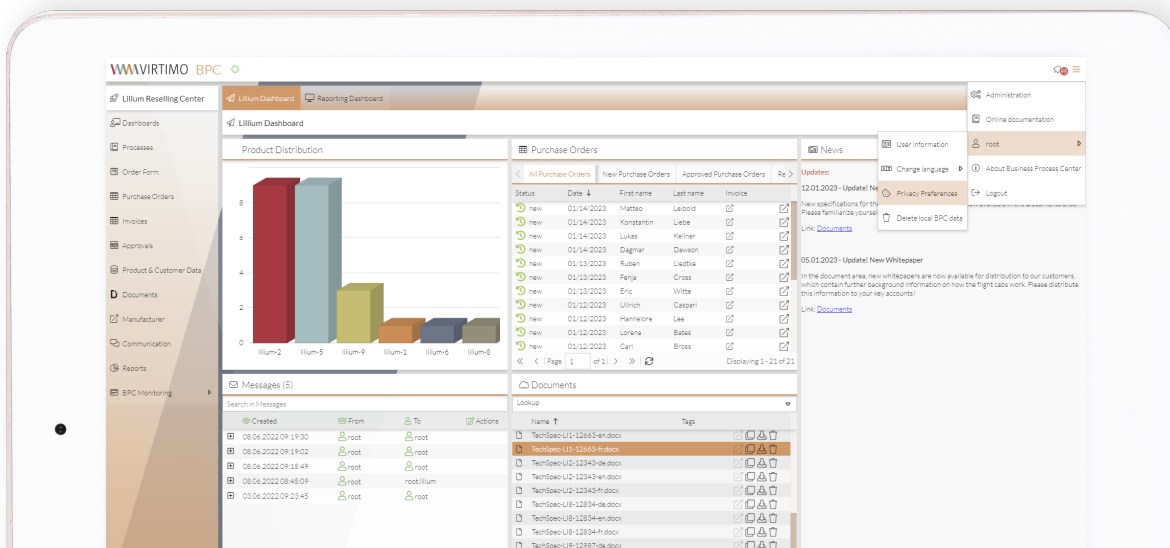 VIRTIMO BPC
95
Lilium Reselling Center
Dashboards
Processes
Order Form
Purchase Orders
Invoices
Approvals
Product & Customer Data
Documents
Manufacturer
Communication
Reports
BPC Monitoring
Lillium Dashboard
Reporting Dashboard
Lillium Dashboard
Product Distribution
8
6
4
2
0
lilium-2 lilium-5 lilium-9 lilium-1 lilium-6 lilium-8
Purchase Orders
All Purchase Orders New Purchase Orders Approved Purchase Orders Re
Status Date First name Last name Invoice
new 01/14/2023 Matteo Leibold
new 01/14/2023 Konstantin Liebe
new 01/14/2023 Lukas Kellner
new 01/14/2023 Dagmar Dawson
new 01/13/2023 Ruben Liedtke
new 01/13/2023 Fenja Cross
new 01/13/2023 Eric Witte
new 01/12/2023 Ullrich Caspari
new 01/12/2023 Hannelore Lee
new 01/12/2023 Lorena Bates
new 01/12/2023 Carl Bross
Page 1 of 1 Displaying 1 - 21 of 21
News
Updates:
12.01.2023 - Update! Ne
New specifications for the
Please familiarize yoursel
Link: Documents
05.01.2023 - Update! New Whitepaper
In the document area, new whitepapers are now available for distribution to our customers,
which contain further background information on how the flight cabs work. Please distribute
this information to your key accounts!
Link: Documents
Administration
Online documentation
root
About Business Process Center
Logout
User information
Change language
Privacy Preferences
Delete local BPC data
Messages (5)
Search in Messages
Created From To Actions
08.06.2022 09:19:30 root root
08.06.2022 09:19:02 root root
08.06.2022 09:15:49 root root
08.06.2022 08:45:09 root root,lilium
03.06.2022 09:23:45 root root
Documents
Lookup
Name Tags
TechSpec-LI1-12663-en.docx
TechSpec-LI1-12663-fr.docx
TechSpec-LI2-12343-de.docx
TechSpec-LI2-12343-en.docx
TechSpec-LI2-12343-fr.docx
TechSpec-LI8-12834-de.docx
TechSpec-LI8-12834-en.docx
TechSpec-LI8-12834-fr.docx
TechSpec-LI9-12987-de.docx